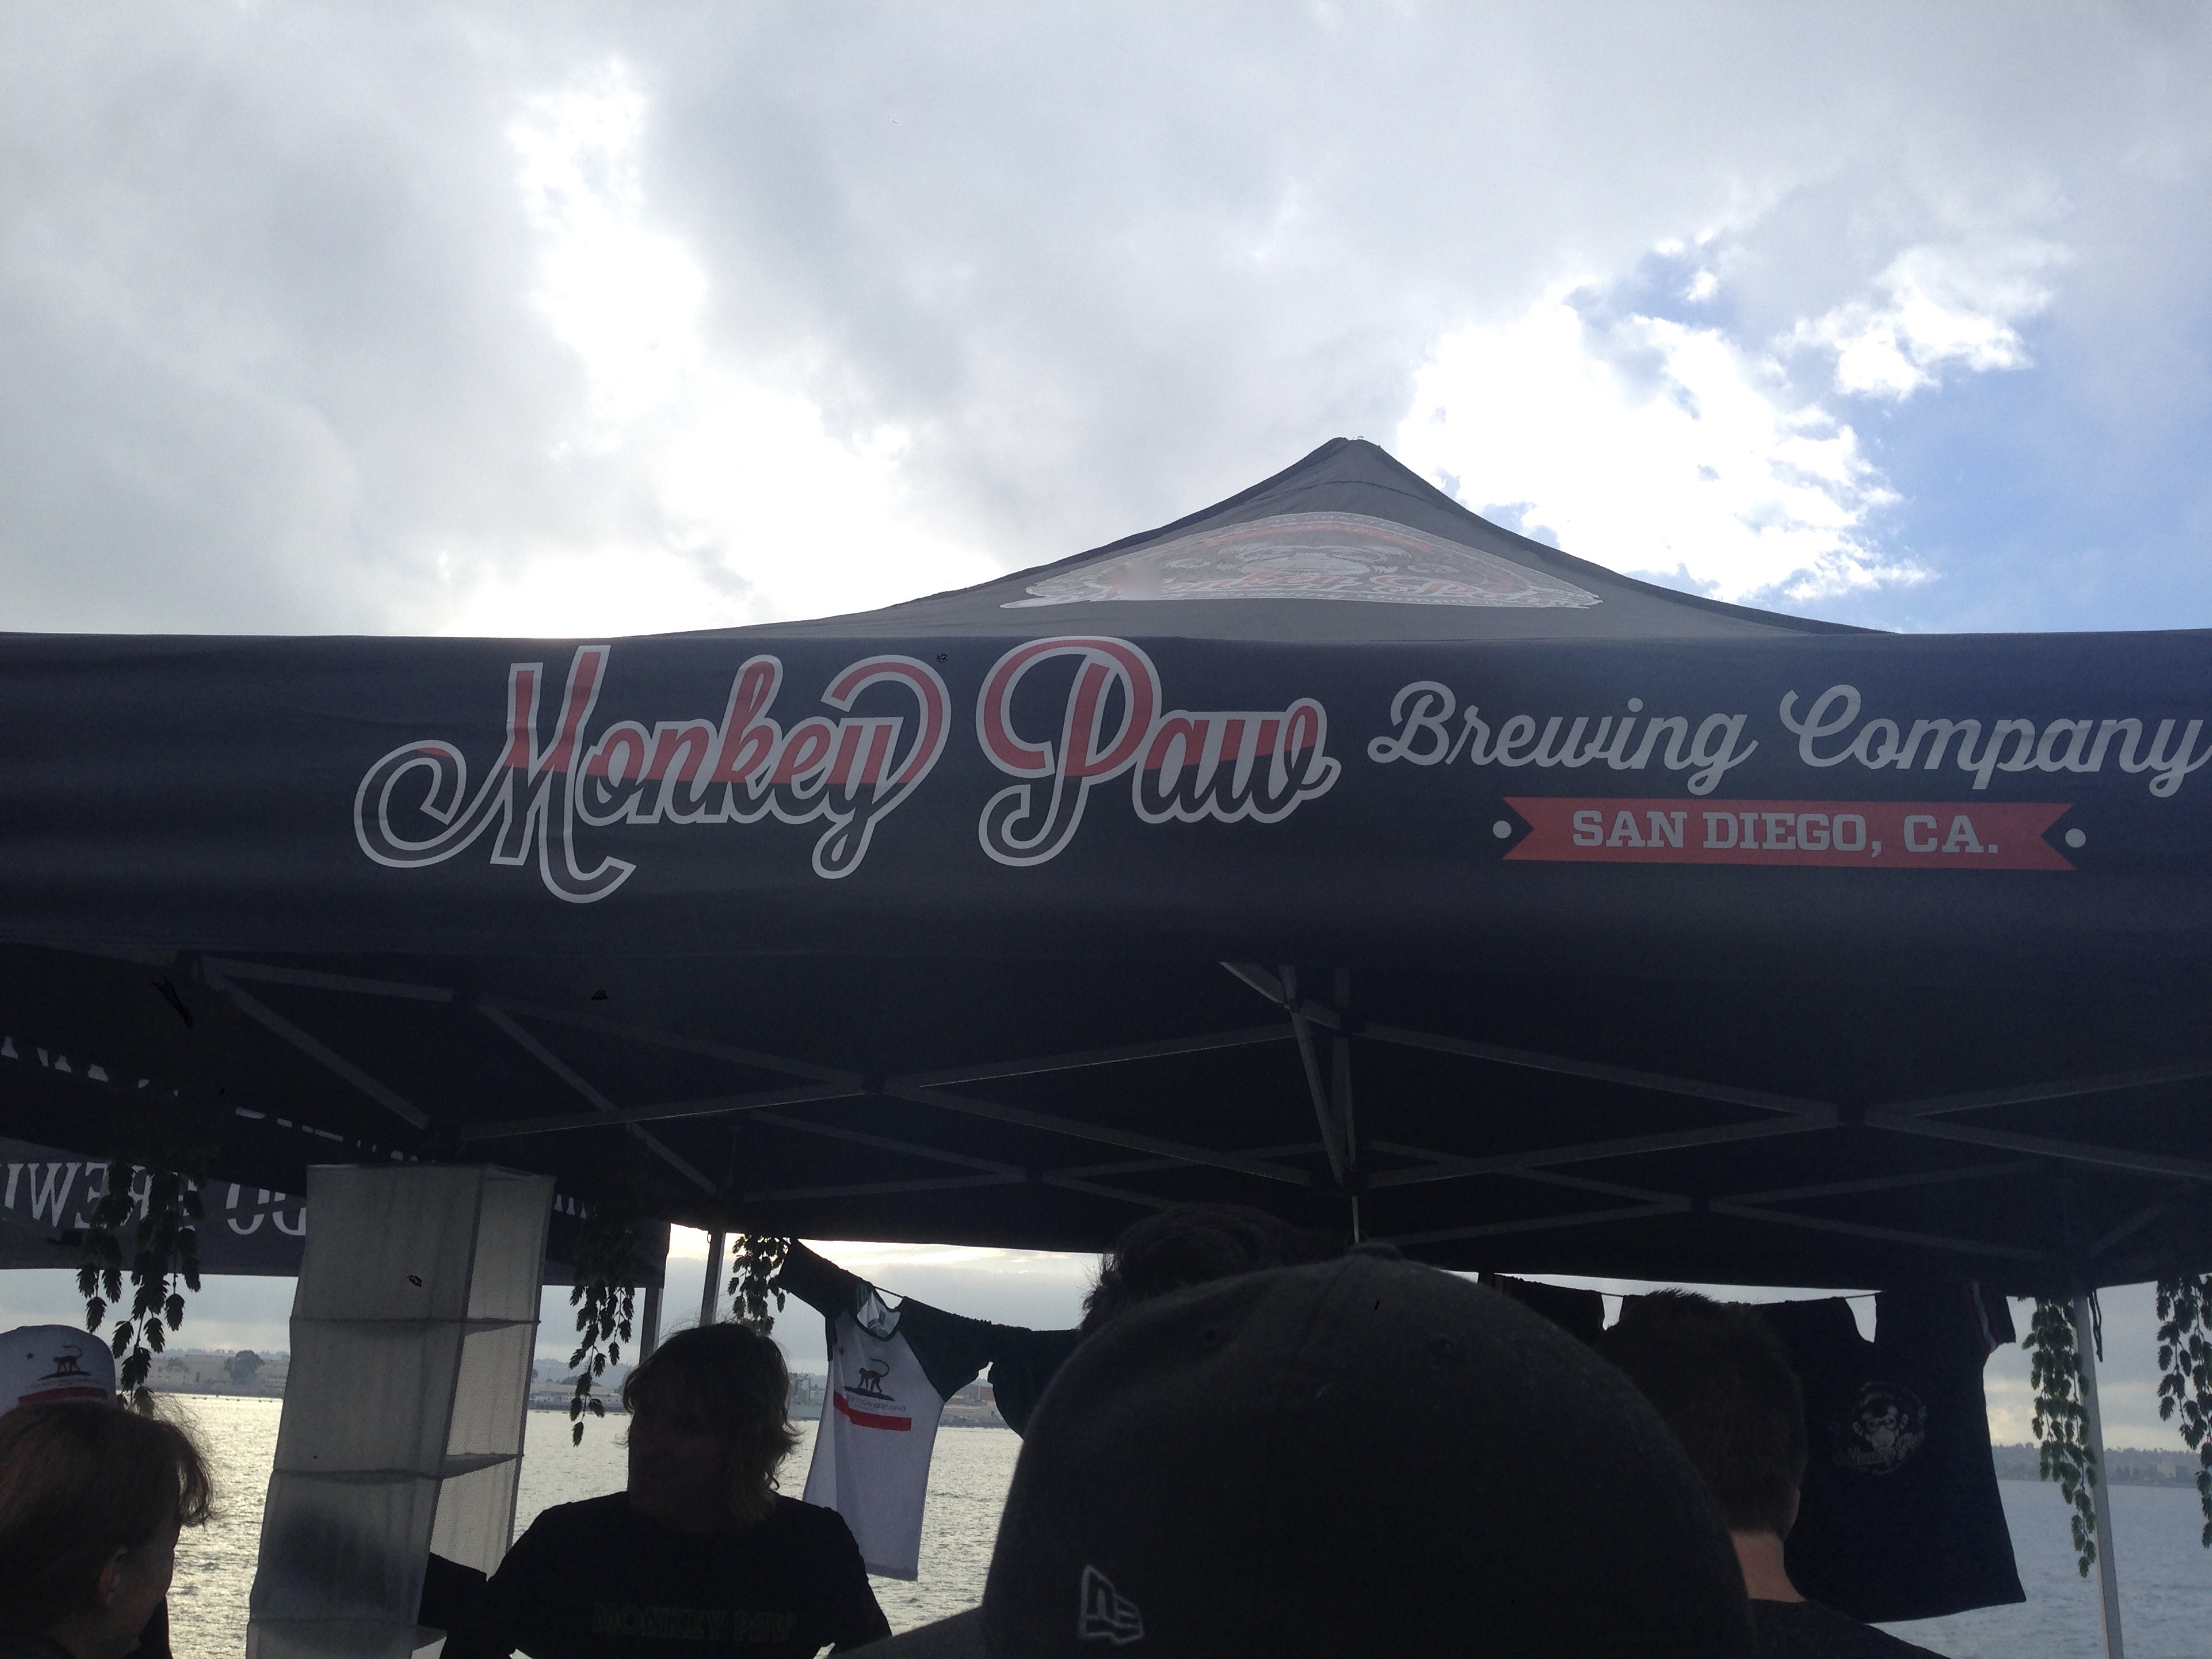 Monkey Paw Brewing Company
SAN DIEGO, CA.
MONKEY PAW